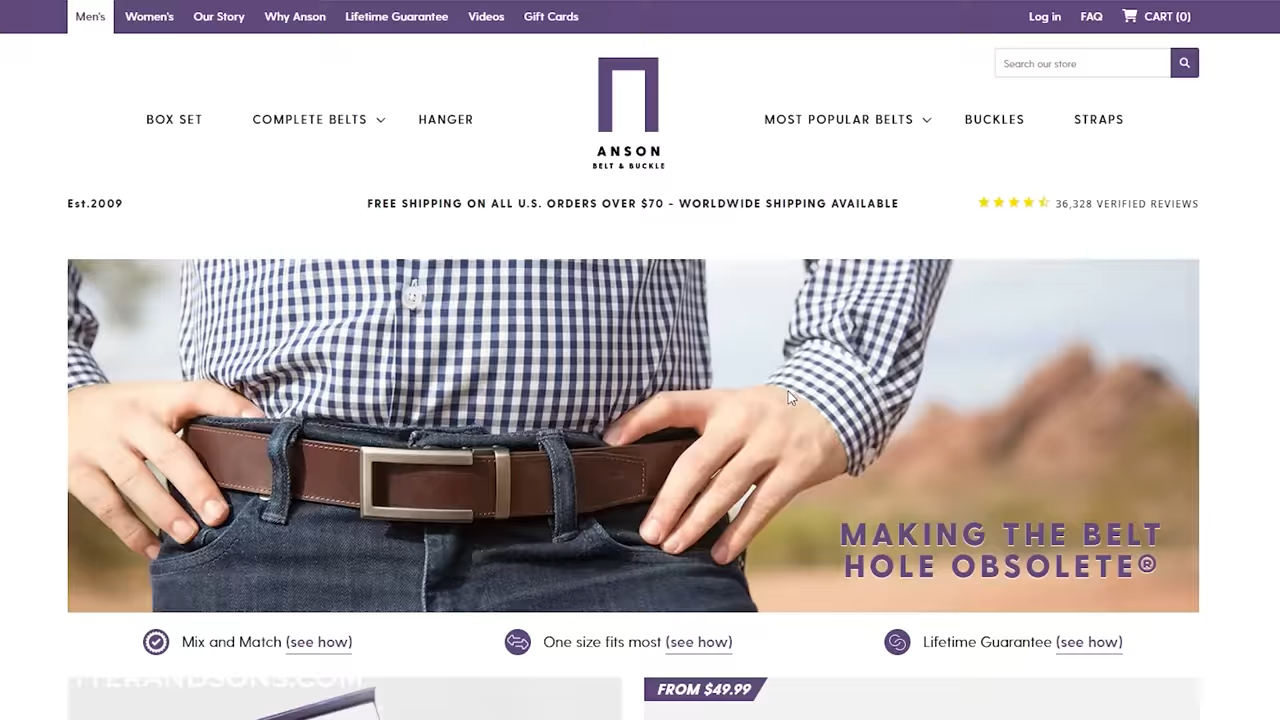 Men's Women's Our Story Why Anson Lifetime Guarantee Videos Gift Cards Log in FAQ CART (0)
Search our store
BOX SET COMPLETE BELTS HANGER MOST POPULAR BELTS BUCKLES STRAPS
ANSON
BELT & BUCKLE
Est.2009 FREE SHIPPING ON ALL U.S. ORDERS OVER $70 - WORLDWIDE SHIPPING AVAILABLE 36,328 VERIFIED REVIEWS
MAKING THE BELT
HOLE OBSOLETE®
Mix and Match (see how) One size fits most (see how) Lifetime Guarantee (see how)
FROM $49.99